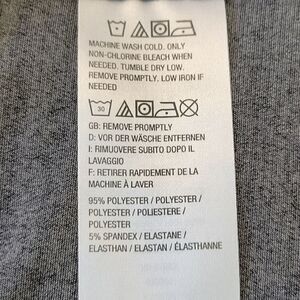 MACHINE WASH COLD. ONLY
NON-CHLORINE BLEACH WHEN
NEEDED. TUMBLE DRY LOW.
REMOVE PROMPTLY. LOW IRON IF
NEEDED
30
GB: REMOVE PROMPTLY
D: VOR DER WÄSCHE ENTFERNEN
I: RIMUOVERE SUBITO DOPO IL
LAVAGGIO
F: RETIRER RAPIDEMENT DE LA
MACHINE À LAVER
95% POLYESTER / POLYESTER /
POLYESTER / POLIESTERE /
POLYESTER
5% SPANDEX / ELASTANE /
ELASTHAN / ELASTAN / ÉLASTHANNE